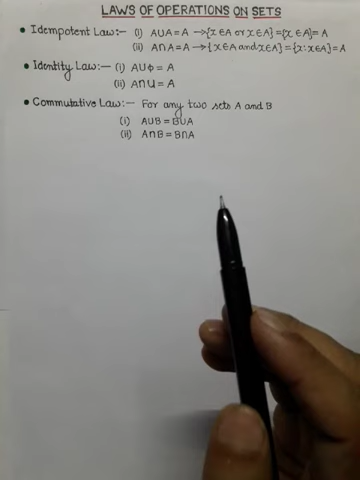 LAWS OF OPERATIONS ON SETS
• Idempotent Law:- (i) A∪A = A → {x∈A or x∈A} = {x∈A} = A
(ii) A∩A = A → {x∈A and x∈A} = {x:x∈A} = A
• Identity Law:- (i) A∪ϕ = A
(ii) A∩U = A
• Commutative Law:- For any two sets A and B
(i) A∪B = B∪A
(ii) A∩B = B∩A